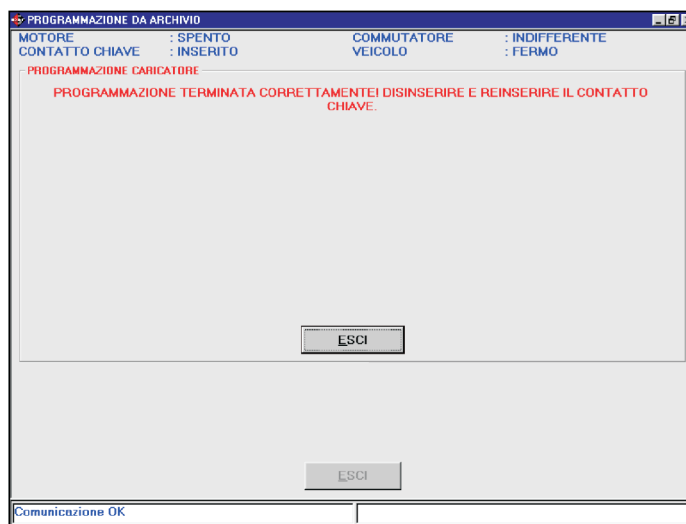 PROGRAMMAZIONE DA ARCHIVIO
MOTORE : SPENTO COMMUTATORE : INDIFFERENTE
CONTATTO CHIAVE : INSERITO VEICOLO : FERMO
PROGRAMMAZIONE CARICATORE
PROGRAMMAZIONE TERMINATA CORRETTAMENTE! DISINSERIRE E REINSERIRE IL CONTATTO
CHIAVE.
ESCI
ESCI
Comunicazione OK